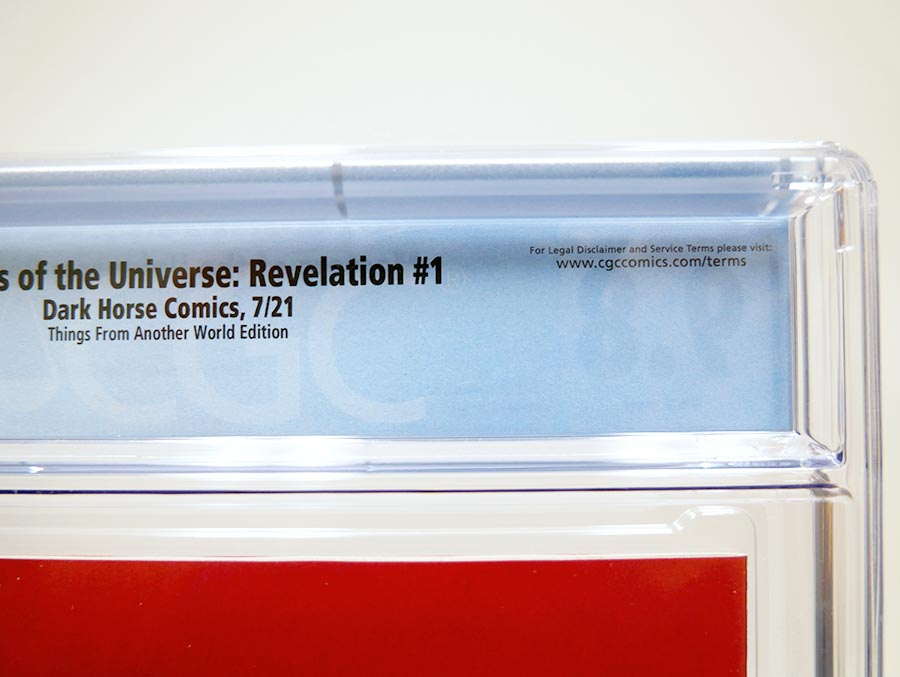 s of the Universe: Revelation #1
Dark Horse Comics, 7/21
Things From Another World Edition
For Legal Disclaimer and Service Terms please visit:
www.cgccomics.com/terms
CGC